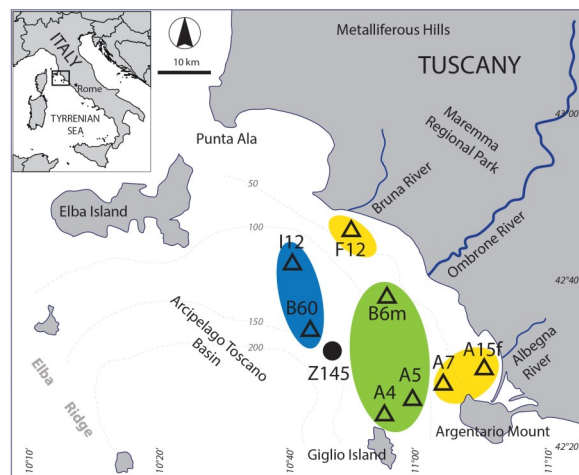 ITALY
Rome
TYRRENIAN
SEA
10 km
Metalliferous Hills
TUSCANY
43°00
Maremma
Regional Park
Punta Ala
Bruna River
Ombrone River
50
Elba Island
100
I12
F12
42°40
B60
B6m
Arcipelago Toscano
Basin
150
200
Z145
A7
A15f
Albegna
River
A4
A5
Elba
Ridge
Giglio Island
Argentario Mount
42°20
10°10
10°20
10°40
11°00
11°10